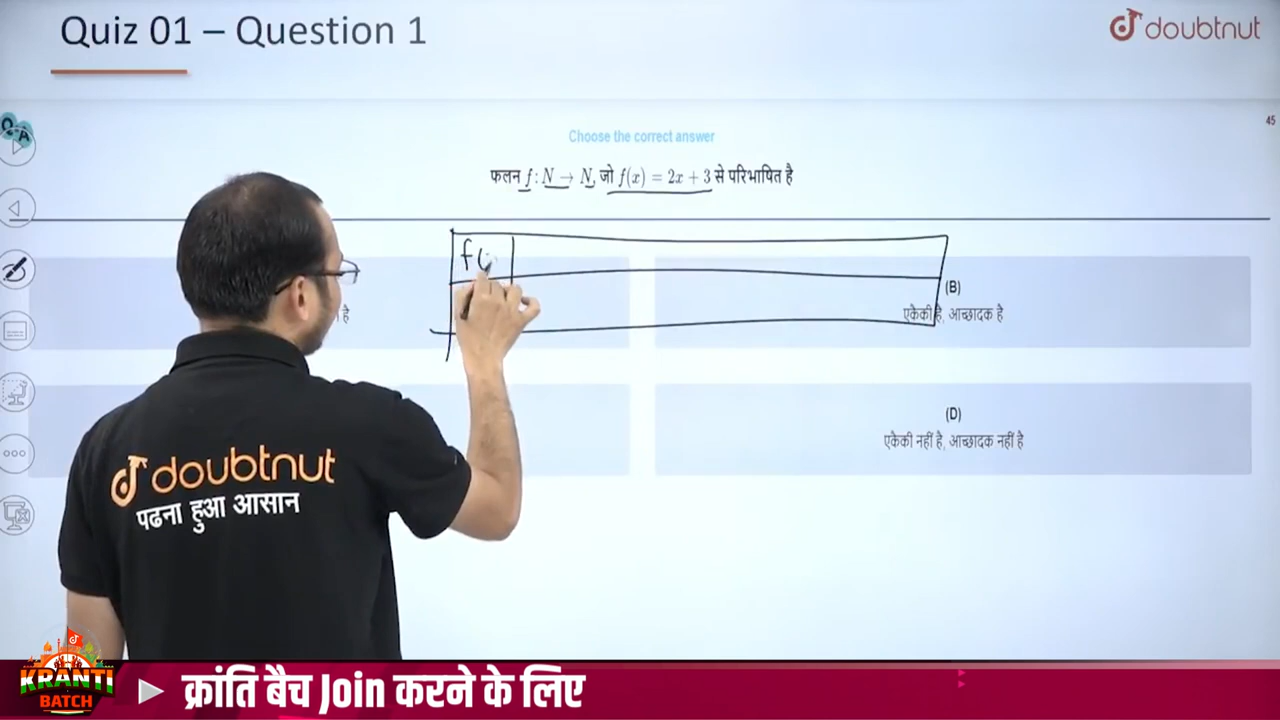 Quiz 01 – Question 1
doubtnut
45
Q
A
Choose the correct answer
फलन f : N → N, जो f(x) = 2x + 3 से परिभाषित है
f(
है
(B)
एकैकी है, आच्छादक है
(D)
एकैकी नहीं है, आच्छादक नहीं है
doubtnut
पढना हुआ आसान
KRANTI
BATCH
क्रांति बैच Join करने के लिए